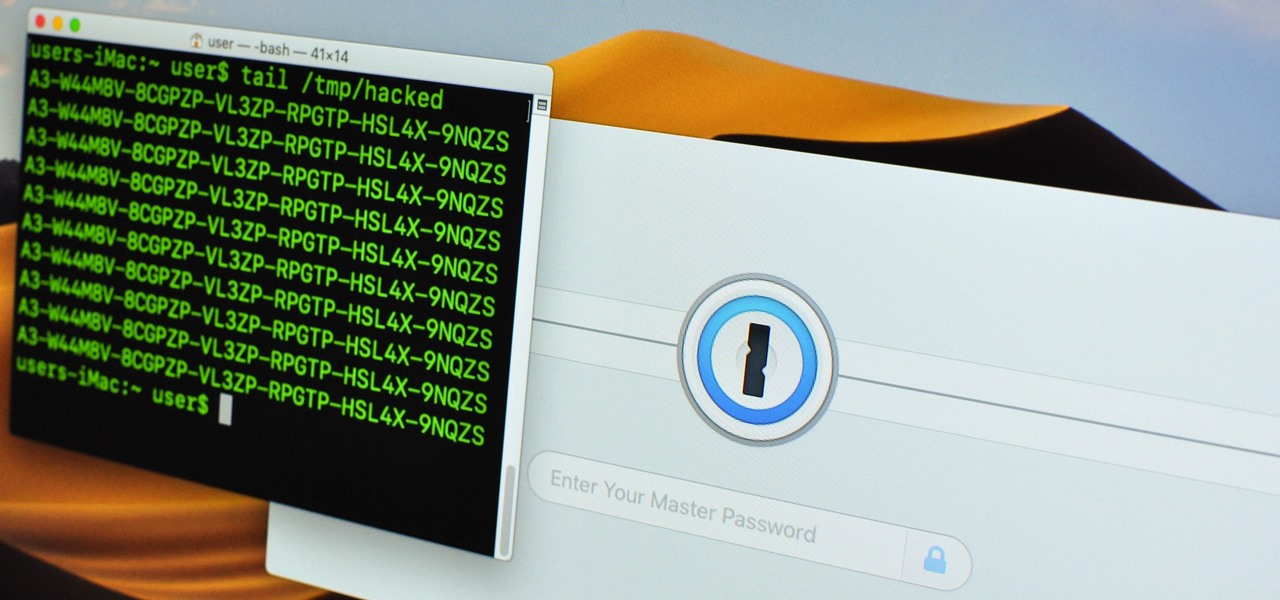 user — -bash — 41×14
users-iMac:~ user$ tail /tmp/hacked
A3-W44M8V-8CGPZP-VL3ZP-RPGTP-HSL4X-9NQZS
A3-W44M8V-8CGPZP-VL3ZP-RPGTP-HSL4X-9NQZS
A3-W44M8V-8CGPZP-VL3ZP-RPGTP-HSL4X-9NQZS
A3-W44M8V-8CGPZP-VL3ZP-RPGTP-HSL4X-9NQZS
A3-W44M8V-8CGPZP-VL3ZP-RPGTP-HSL4X-9NQZS
A3-W44M8V-8CGPZP-VL3ZP-RPGTP-HSL4X-9NQZS
A3-W44M8V-8CGPZP-VL3ZP-RPGTP-HSL4X-9NQZS
A3-W44M8V-8CGPZP-VL3ZP-RPGTP-HSL4X-9NQZS
A3-W44M8V-8CGPZP-VL3ZP-RPGTP-HSL4X-9NQZS
A3-W44M8V-8CGPZP-VL3ZP-RPGTP-HSL4X-9NQZS
users-iMac:~ user$
Enter Your Master Password